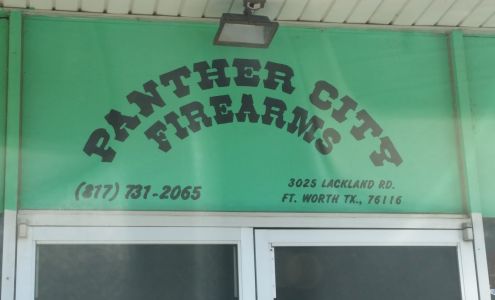 PANTHER CITY
FIREARMS
(817) 731-2065
3025 LACKLAND RD.
FT. WORTH TX., 76116